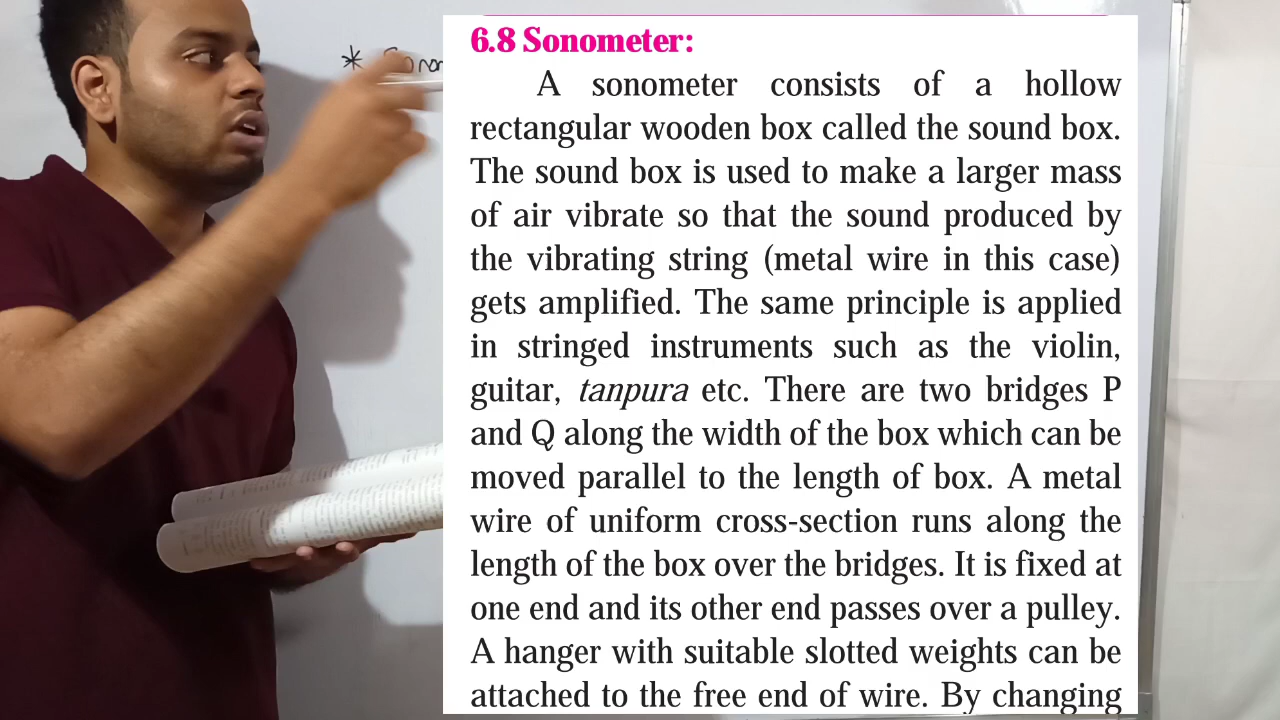 6.8 Sonometer:
A sonometer consists of a hollow
rectangular wooden box called the sound box.
The sound box is used to make a larger mass
of air vibrate so that the sound produced by
the vibrating string (metal wire in this case)
gets amplified. The same principle is applied
in stringed instruments such as the violin,
guitar, tanpura etc. There are two bridges P
and Q along the width of the box which can be
moved parallel to the length of box. A metal
wire of uniform cross-section runs along the
length of the box over the bridges. It is fixed at
one end and its other end passes over a pulley.
A hanger with suitable slotted weights can be
attached to the free end of wire. By changing